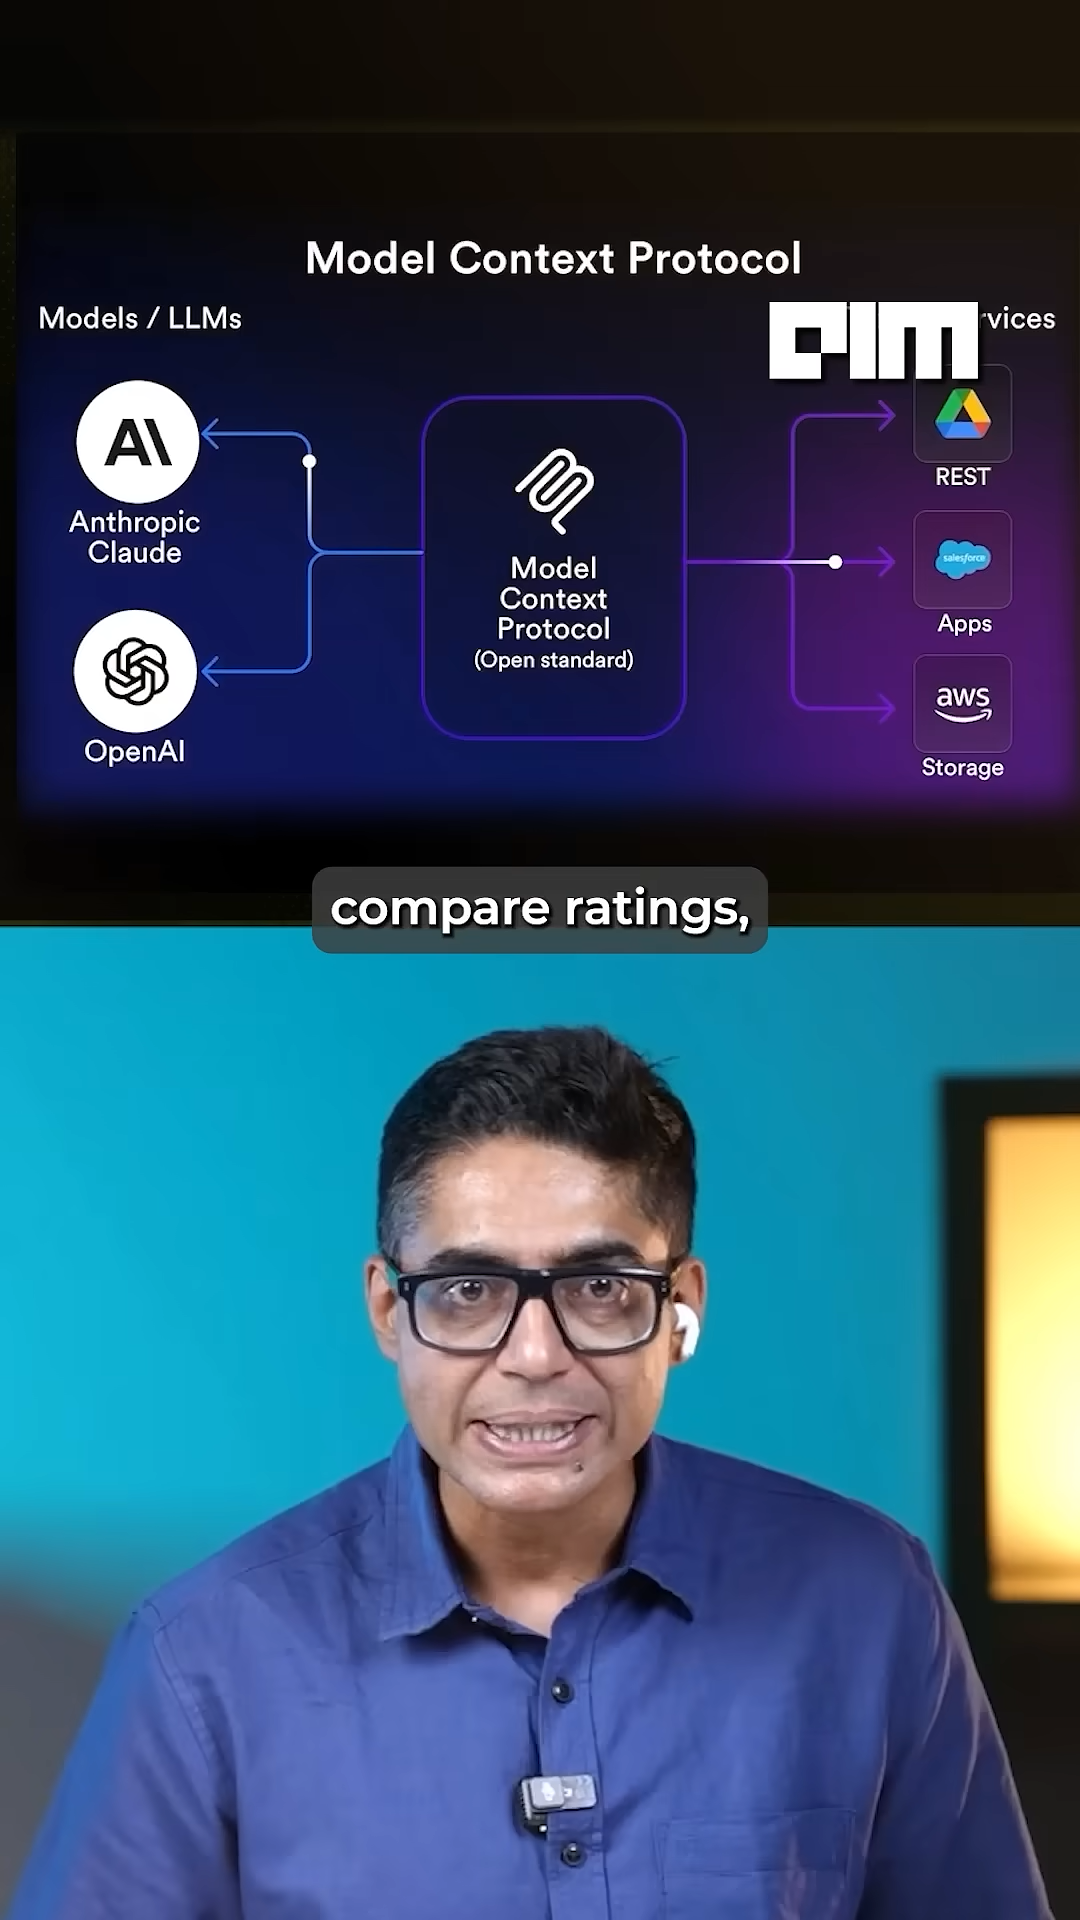 Model Context Protocol
Models / LLMs
AIM
rvices
Anthropic
Claude
OpenAI
Model
Context
Protocol
(Open standard)
REST
salesforce
Apps
aws
Storage
compare ratings,